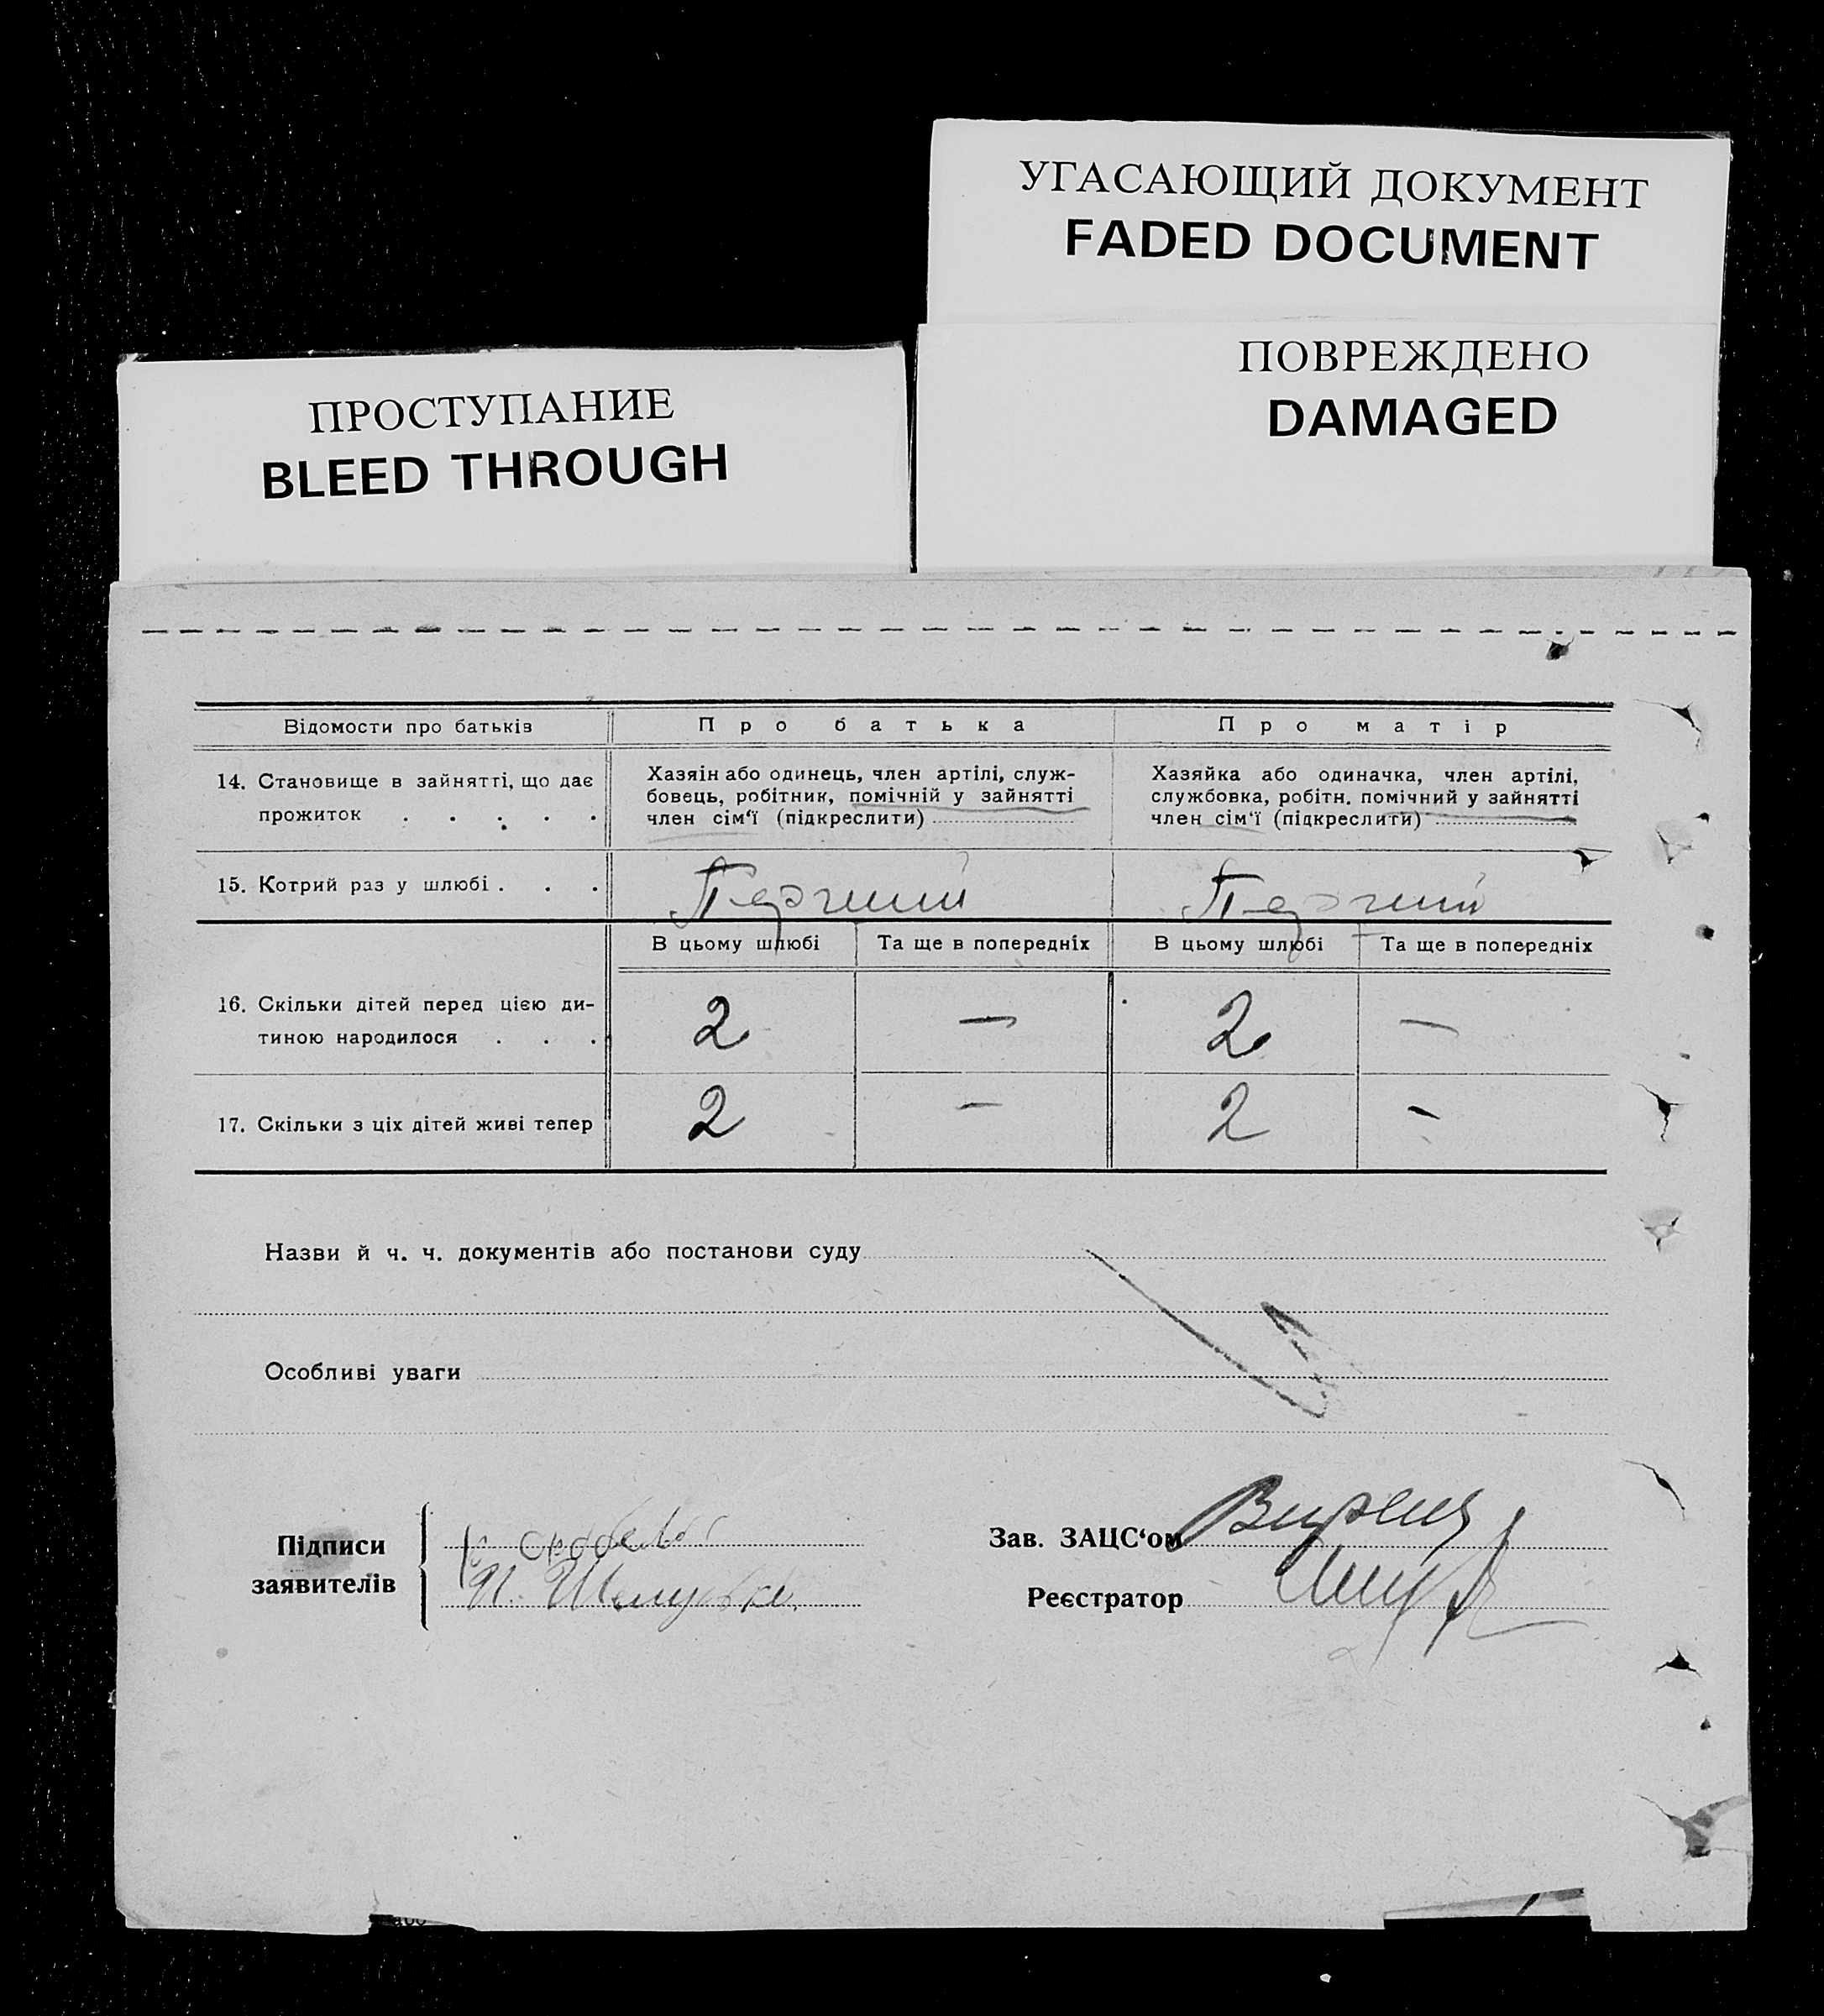 УГАСАЮЩИЙ ДОКУМЕНТ
FADED DOCUMENT
ПОВРЕЖДЕНО
DAMAGED
ПРОСТУПАНИЕ
BLEED THROUGH
Відомости про батьків
Про батька
Про матір
14. Становище в зайнятті, що дає
прожиток . . . . .
Хазяін або одинець, член артілі, служ-
бовець, робітник, помічній у зайнятті
член сім‘ї (підкреслити)
Хазяйка або одиначка, член артілі,
службовка, робітн. помічний у зайнятті
член сім‘ї (підкреслити)
15. Котрий раз у шлюбі . . .
В цьому шлюбі
Та ще в попередніх
В цьому шлюбі
Та ще в попередніх
16. Скільки дітей перед цією ди-
тиною народилося . . .
2 — 2 —
17. Скільки з ціх дітей живі тепер
2 — 2 —
Назви й ч. ч. документів або постанови суду
Особливі уваги
Підписи
заявителів
Зав. ЗАЦС‘ом
Реєстратор